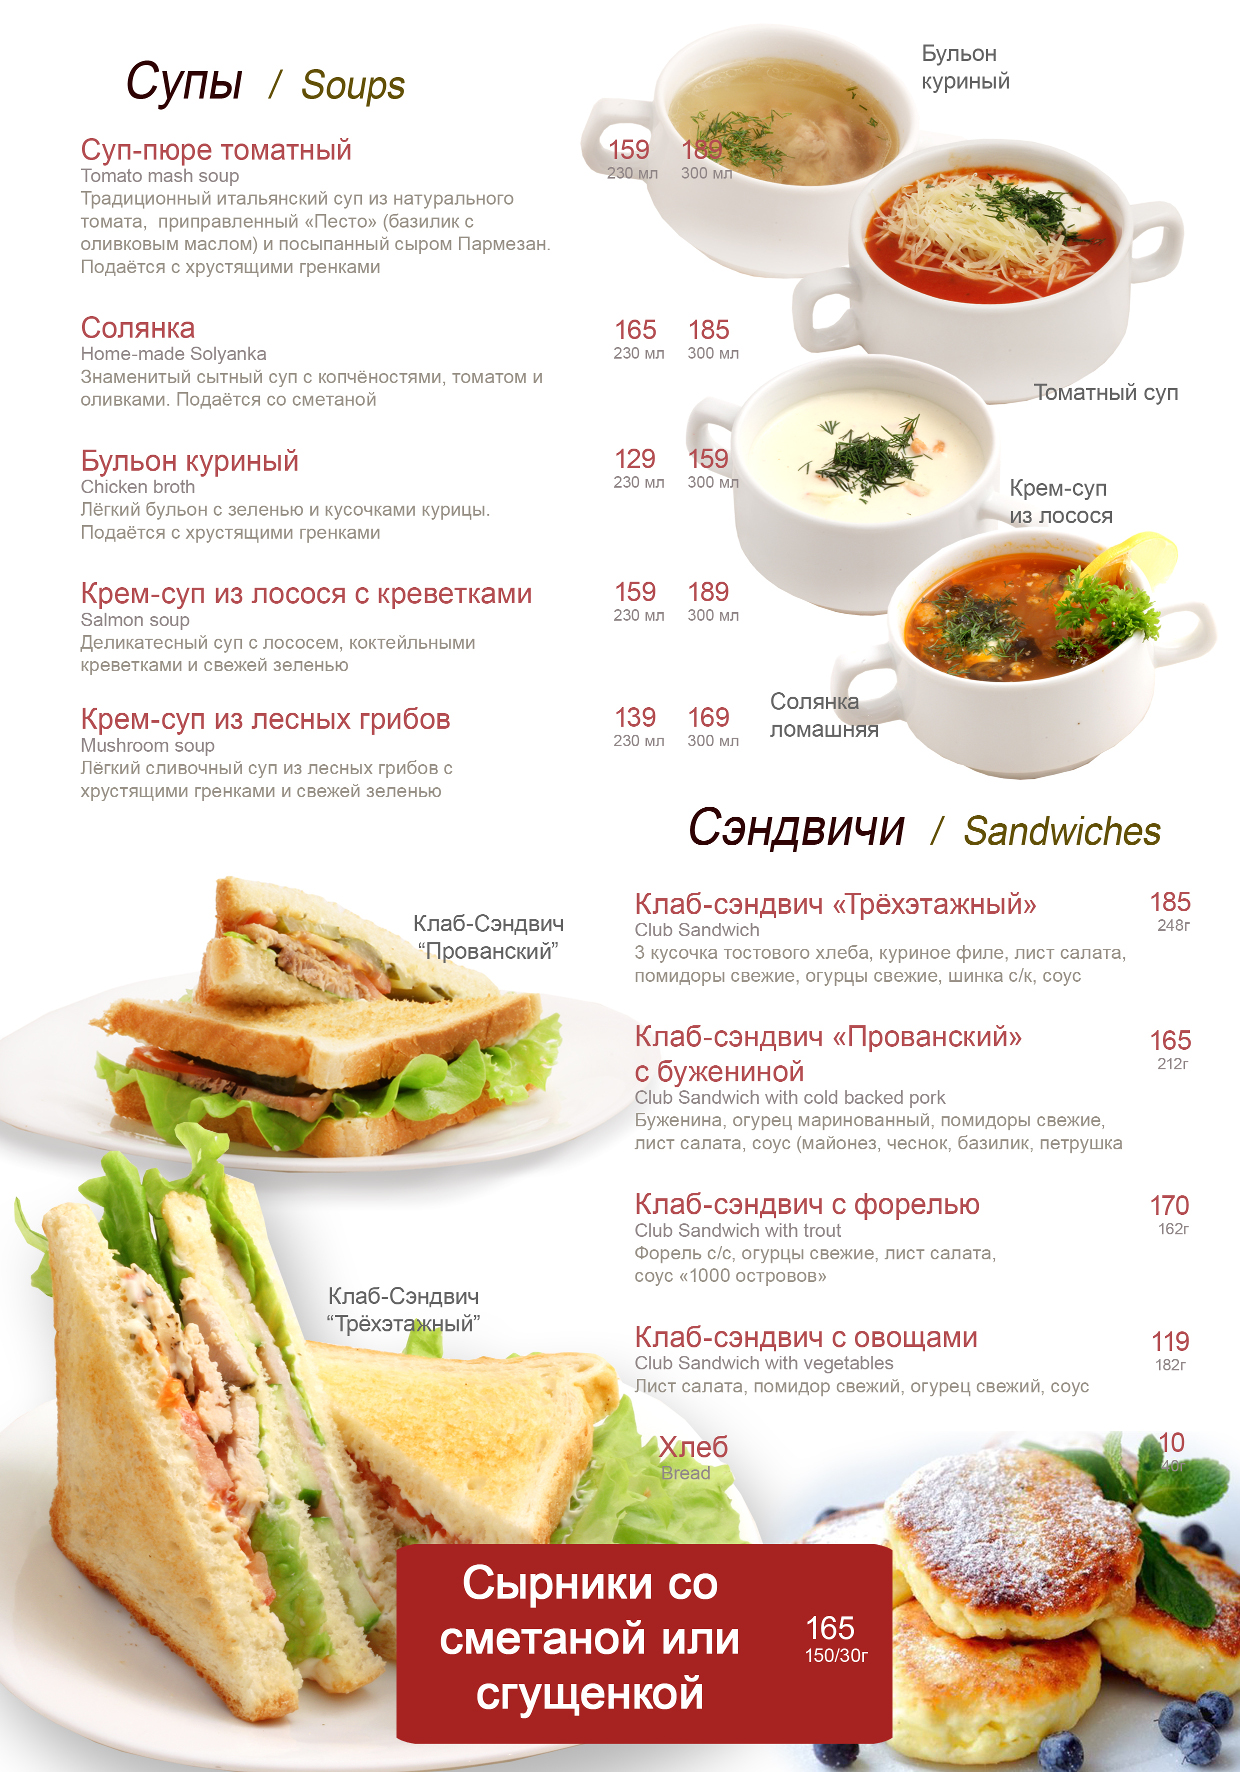 Супы / Soups
Бульон
куриный
Суп-пюре томатный 159 189
Tomato mash soup 230 мл 300 мл
Традиционный итальянский суп из натурального
томата, приправленный «Песто» (базилик с
оливковым маслом) и посыпанный сыром Пармезан.
Подаётся с хрустящими гренками
Солянка 165 185
Home-made Solyanka 230 мл 300 мл
Знаменитый сытный суп с копчёностями, томатом и
оливками. Подаётся со сметаной
Томатный суп
Бульон куриный 129 159
Chicken broth 230 мл 300 мл
Лёгкий бульон с зеленью и кусочками курицы.
Подаётся с хрустящими гренками
Крем-суп
из лосося
Крем-суп из лосося с креветками 159 189
Salmon soup 230 мл 300 мл
Деликатесный суп с лососем, коктейльными
креветками и свежей зеленью
Крем-суп из лесных грибов 139 169
Mushroom soup 230 мл 300 мл
Лёгкий сливочный суп из лесных грибов с
хрустящими гренками и свежей зеленью
Солянка
ломашняя
Сэндвичи / Sandwiches
Клаб-Сэндвич
“Прованский”
Клаб-сэндвич «Трёхэтажный» 185
Club Sandwich 248г
3 кусочка тостового хлеба, куриное филе, лист салата,
помидоры свежие, огурцы свежие, шинка с/к, соус
Клаб-сэндвич «Прованский» 165
с бужениной 212г
Club Sandwich with cold backed pork
Буженина, огурец маринованный, помидоры свежие,
лист салата, соус (майонез, чеснок, базилик, петрушка
Клаб-сэндвич с форелью 170
Club Sandwich with trout 162г
Форель с/с, огурцы свежие, лист салата,
соус «1000 островов»
Клаб-Сэндвич
“Трёхэтажный”
Клаб-сэндвич с овощами 119
Club Sandwich with vegetables 182г
Лист салата, помидор свежий, огурец свежий, соус
Хлеб 10
Bread 40г
Сырники со
сметаной или
сгущенкой
165
150/30г